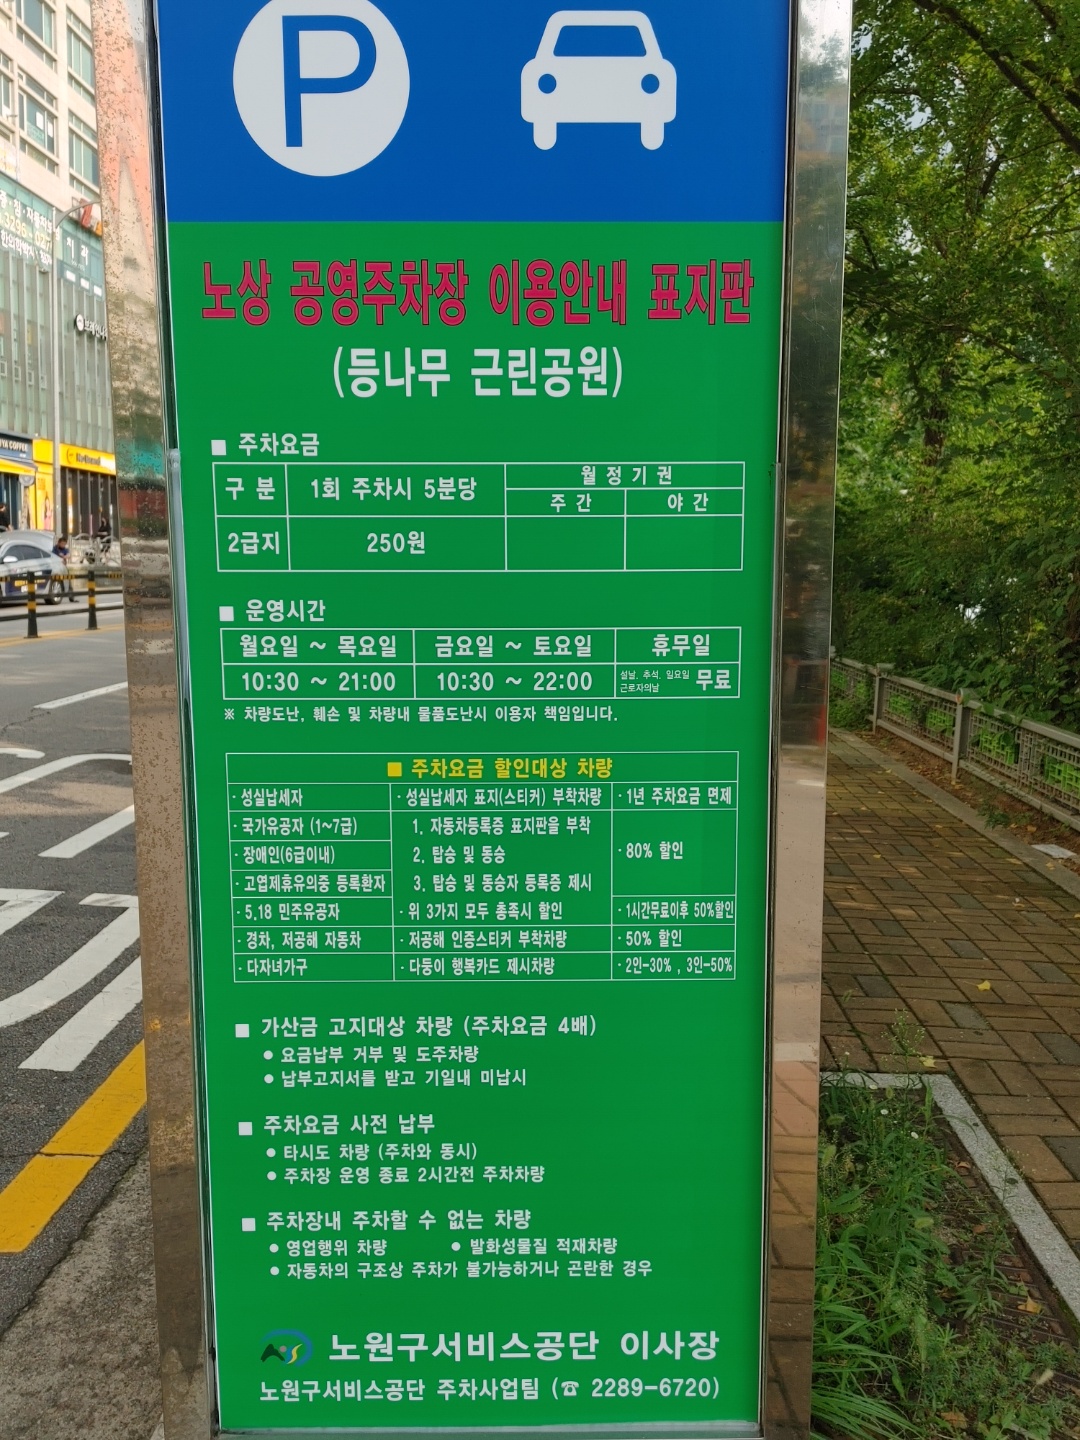 P
노상 공영주차장 이용안내 표지판
(등나무 근린공원)
■ 주차요금
구 분 1회 주차시 5분당 월 정 기 권
주 간 야 간
2급지 250원
■ 운영시간
월요일 ~ 목요일 금요일 ~ 토요일 휴무일
10:30 ~ 21:00 10:30 ~ 22:00 설날, 추석, 일요일 근로자의날 무료
※ 차량도난, 훼손 및 차량내 물품도난시 이용자 책임입니다.
■ 주차요금 할인대상 차량
· 성실납세자 · 성실납세자 표지(스티커) 부착차량 · 1년 주차요금 면제
· 국가유공자 (1~7급) 1. 자동차등록증 표지판을 부착
· 장애인(6급이내) 2. 탑승 및 동승 · 80% 할인
· 고엽제휴유의중 등록환자 3. 탑승 및 동승자 등록증 제시
· 5.18 민주유공자 · 위 3가지 모두 충족시 할인 · 1시간무료이후 50%할인
· 경차, 저공해 자동차 · 저공해 인증스티커 부착차량 · 50% 할인
· 다자녀가구 · 다둥이 행복카드 제시차량 · 2인-30% , 3인-50%
■ 가산금 고지대상 차량 (주차요금 4배)
● 요금납부 거부 및 도주차량
● 납부고지서를 받고 기일내 미납시
■ 주차요금 사전 납부
● 타시도 차량 (주차와 동시)
● 주차장 운영 종료 2시간전 주차차량
■ 주차장내 주차할 수 없는 차량
● 영업행위 차량 ● 발화성물질 적재차량
● 자동차의 구조상 주차가 불가능하거나 곤란한 경우
노원구서비스공단 이사장
노원구서비스공단 주차사업팀 (☎ 2289-6720)